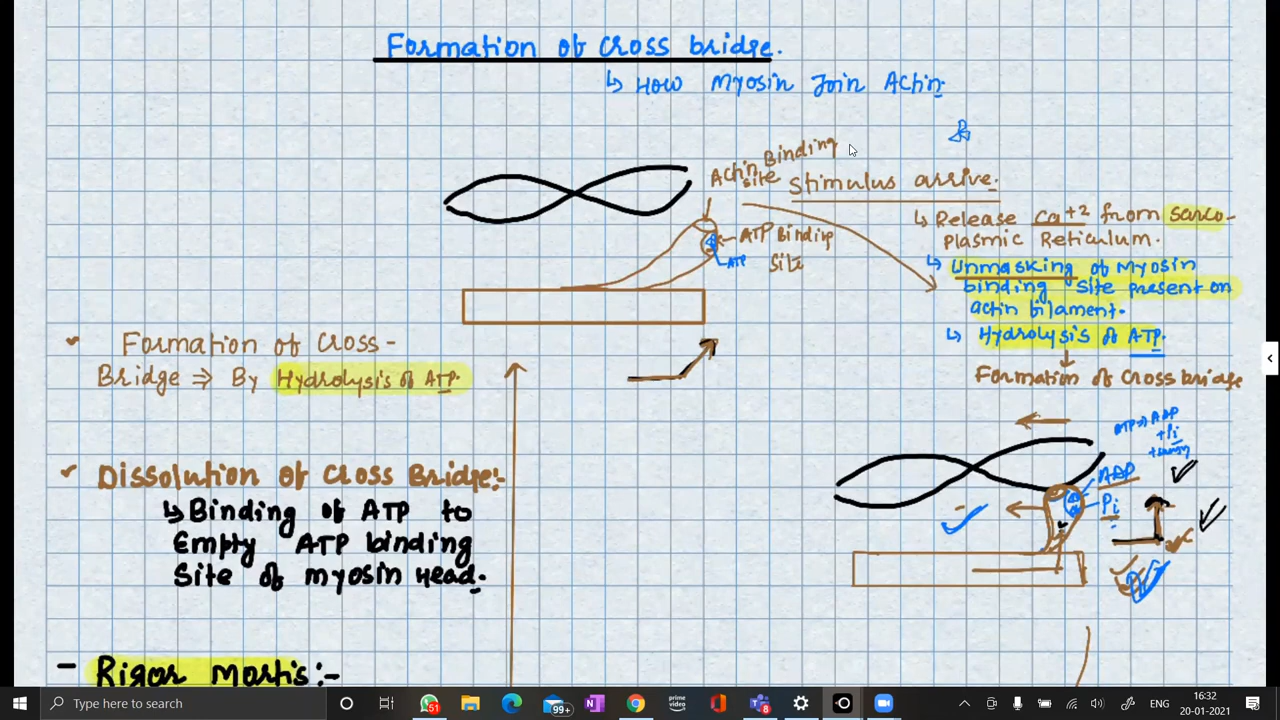 Formation of Cross bridge.
↳ How Myosin Join Actin
Actin Binding
site
Stimulus arrive.
↳ Release Ca+2 from Sarco-
plasmic Reticulum.
ATP Binding
Site
ATP
↳ Unmasking of Myosin
binding site present on
actin filament.
↳ Hydrolysis of ATP.
Formation of Cross bridge
✓ Formation of Cross-
Bridge ⇒ By Hydrolysis of ATP.
ATP → ADP
+Pi
ADP
Pi
✓ Dissolution of Cross Bridge:-
↳ Binding of ATP to
Empty ATP binding
Site of myosin Head.
- Rigor Mortis:-
Type here to search
51
99+
8
16:32
20-01-2021